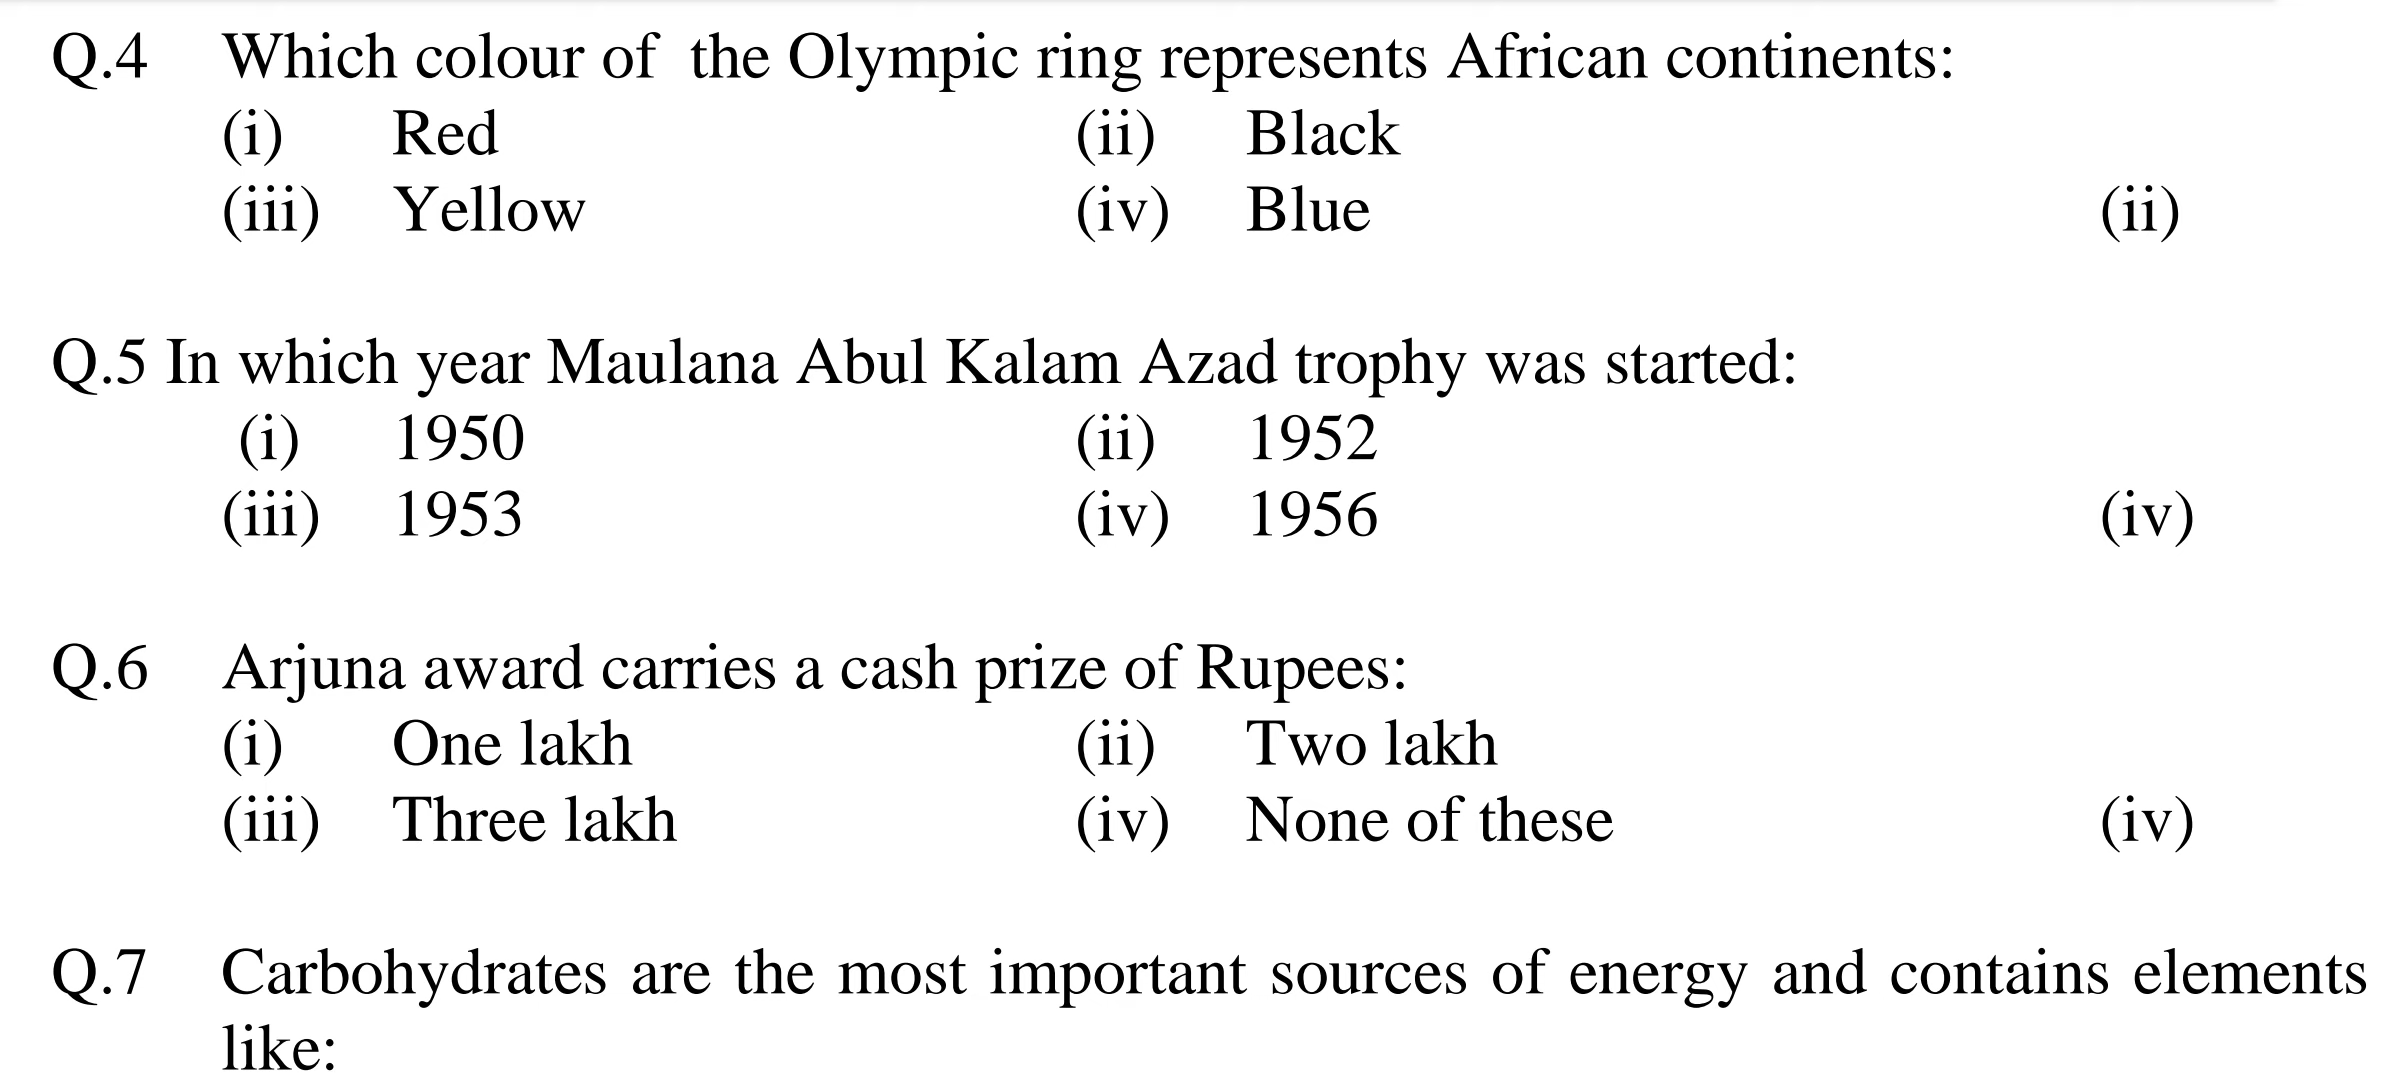 Q.4 Which colour of the Olympic ring represents African continents:
(i) Red (ii) Black
(iii) Yellow (iv) Blue (ii)
Q.5 In which year Maulana Abul Kalam Azad trophy was started:
(i) 1950 (ii) 1952
(iii) 1953 (iv) 1956 (iv)
Q.6 Arjuna award carries a cash prize of Rupees:
(i) One lakh (ii) Two lakh
(iii) Three lakh (iv) None of these (iv)
Q.7 Carbohydrates are the most important sources of energy and contains elements
like: